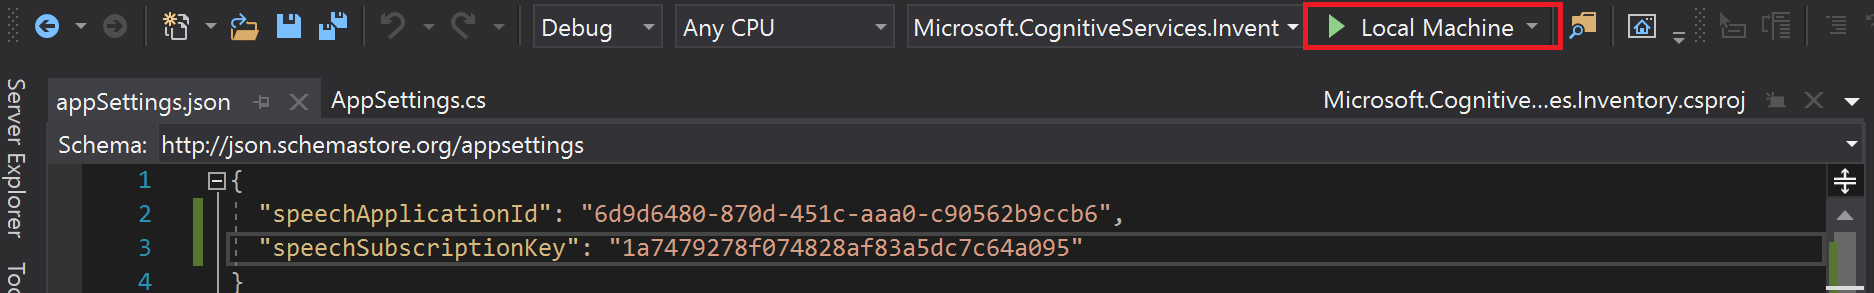 Debug Any CPU Microsoft.CognitiveServices.Invent Local Machine
appSettings.json AppSettings.cs Microsoft.Cognitive...es.Inventory.csproj
Schema: http://json.schemastore.org/appsettings
1 {
2 "speechApplicationId": "6d9d6480-870d-451c-aaa0-c90562b9ccb6",
3 "speechSubscriptionKey": "1a7479278f074828af83a5dc7c64a095"
4 }
Server Explorer
Too